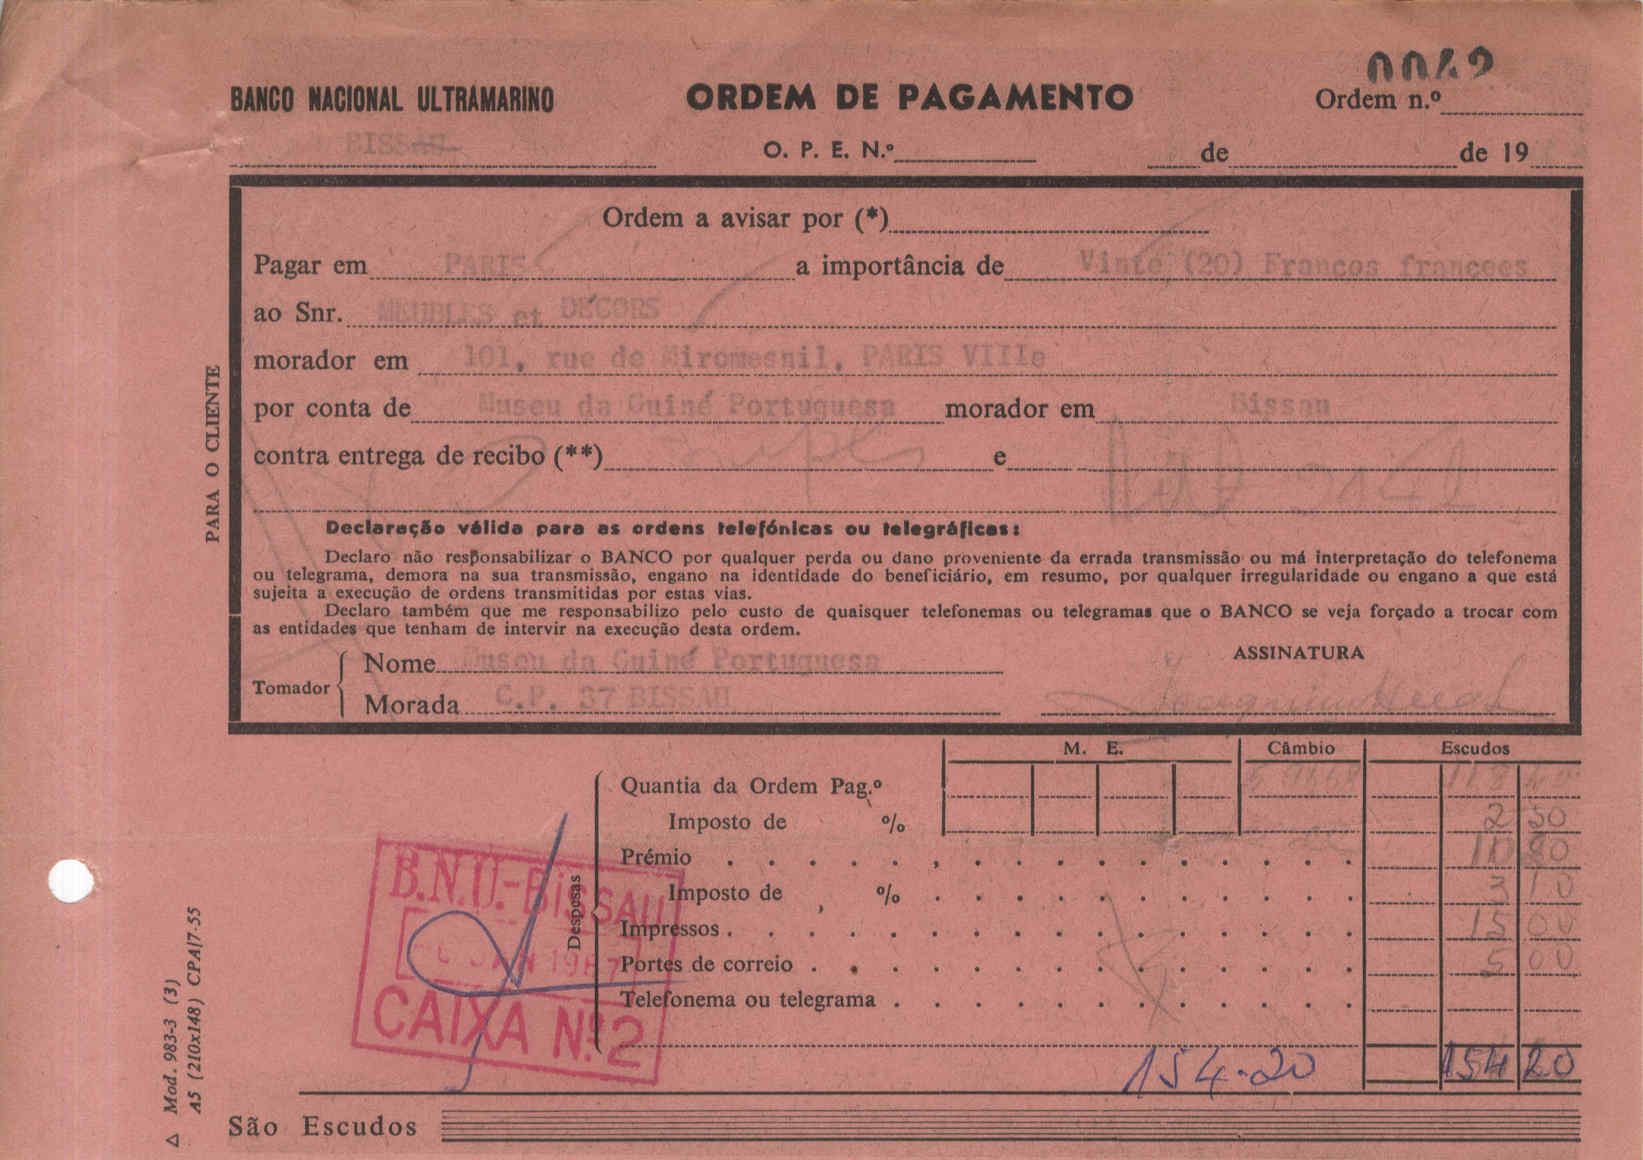 0042
BANCO NACIONAL ULTRAMARINO ORDEM DE PAGAMENTO Ordem n.º
BISSAU O. P. E. N.º de de 19
Ordem a avisar por (*)
Pagar em PARIS a importância de Vinte (20) Francos franceses
ao Snr. MEUBLES et DÉCORS
morador em 101, rue de Miromesnil, PARIS VIIIe
por conta de Museu da Guiné Portuguesa morador em Bissau
contra entrega de recibo (**) e
Declaração válida para as ordens telefónicas ou telegráficas:
Declaro não responsabilizar o BANCO por qualquer perda ou dano proveniente da errada transmissão ou má interpretação do telefonema
ou telegrama, demora na sua transmissão, engano na identidade do beneficiário, em resumo, por qualquer irregularidade ou engano a que está
sujeita a execução de ordens transmitidas por estas vias.
Declaro também que me responsabilizo pelo custo de quaisquer telefonemas ou telegramas que o BANCO se veja forçado a trocar com
as entidades que tenham de intervir na execução desta ordem.
ASSINATURA
Tomador
Nome Museu da Guiné Portuguesa
Morada C.P. 37 BISSAU
PARA O CLIENTE
M. E. Câmbio Escudos
Quantia da Ordem Pag.º
Imposto de % 2 50
Prémio
Imposto de % 3 10
Impressos 15 00
Portes de correio 5 00
Telefonema ou telegrama
Despesas
154.20 154 20
B.N.U.-BISSAU
JAN 1967
CAIXA Nº 2
São Escudos
Mod. 983-3 (3)
A5 (210x148) CPA/7-55